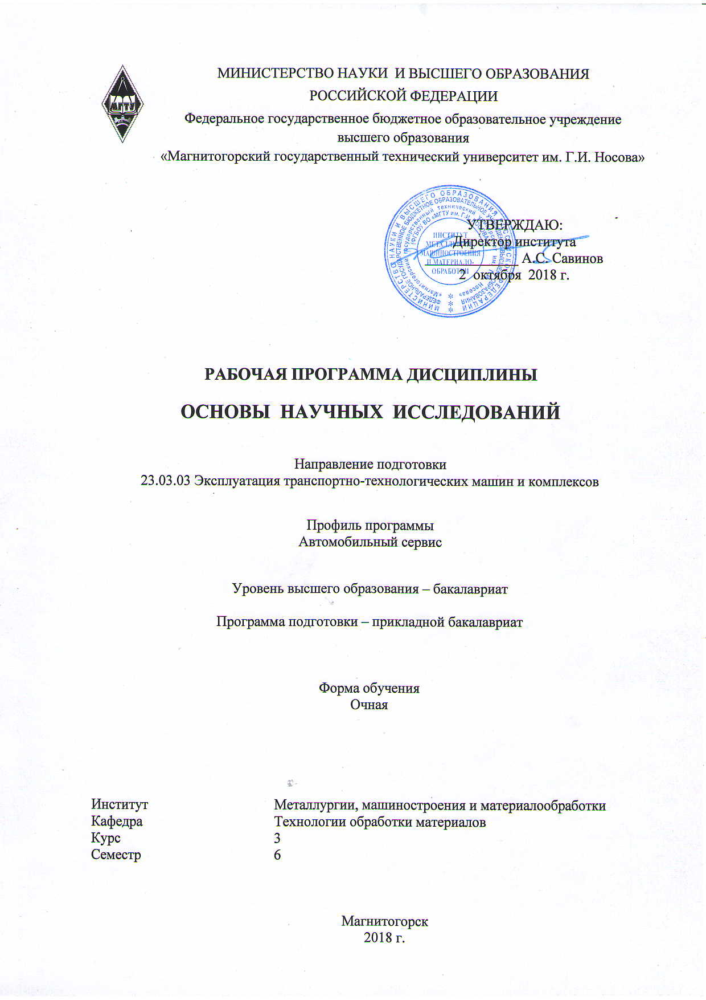 МГТУ
МИНИСТЕРСТВО НАУКИ И ВЫСШЕГО ОБРАЗОВАНИЯ
РОССИЙСКОЙ ФЕДЕРАЦИИ
Федеральное государственное бюджетное образовательное учреждение
высшего образования
«Магнитогорский государственный технический университет им. Г.И. Носова»
УТВЕРЖДАЮ:
Директор института
А.С. Савинов
2 октября 2018 г.
ИНСТИТУТ
МЕТАЛЛУРГИИ,
МАШИНОСТРОЕНИЯ
И МАТЕРИАЛО-
ОБРАБОТКИ
РАБОЧАЯ ПРОГРАММА ДИСЦИПЛИНЫ
ОСНОВЫ НАУЧНЫХ ИССЛЕДОВАНИЙ
Направление подготовки
23.03.03 Эксплуатация транспортно-технологических машин и комплексов
Профиль программы
Автомобильный сервис
Уровень высшего образования – бакалавриат
Программа подготовки – прикладной бакалавриат
Форма обучения
Очная
Институт Металлургии, машиностроения и материалообработки
Кафедра Технологии обработки материалов
Курс 3
Семестр 6
Магнитогорск
2018 г.